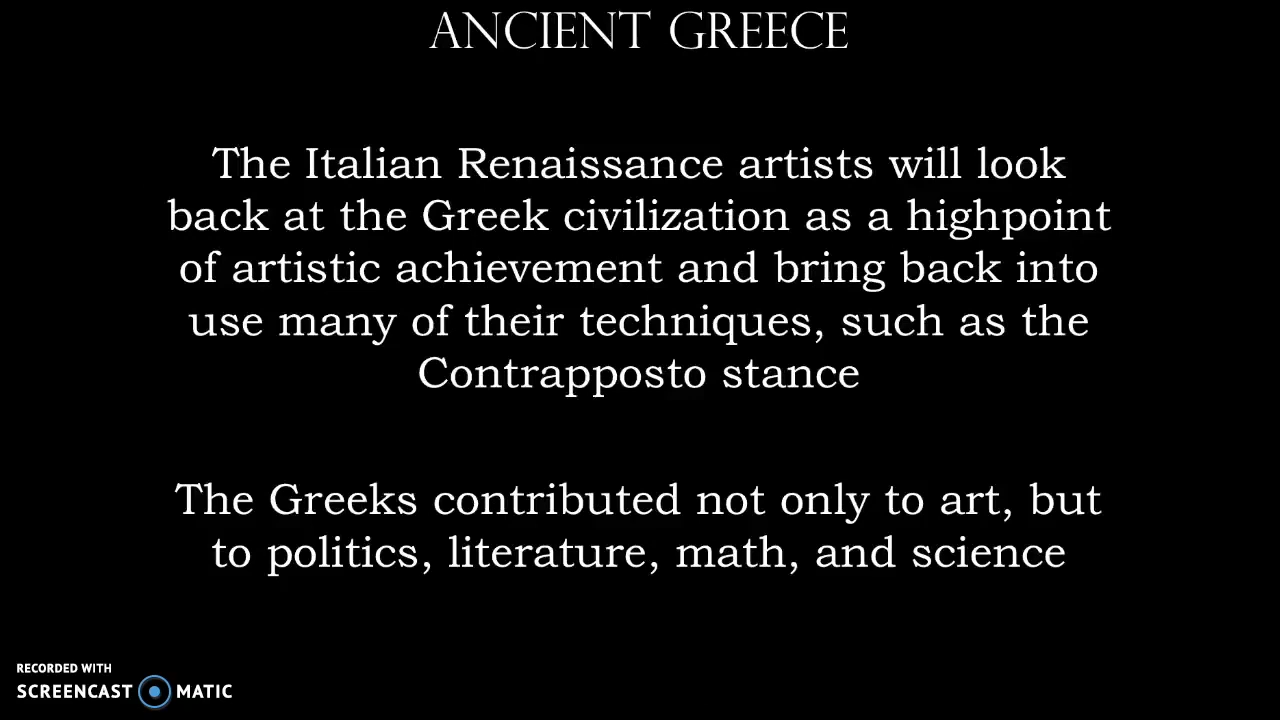 ANCIENT GREECE
The Italian Renaissance artists will look
back at the Greek civilization as a highpoint
of artistic achievement and bring back into
use many of their techniques, such as the
Contrapposto stance
The Greeks contributed not only to art, but
to politics, literature, math, and science
RECORDED WITH
SCREENCAST MATIC